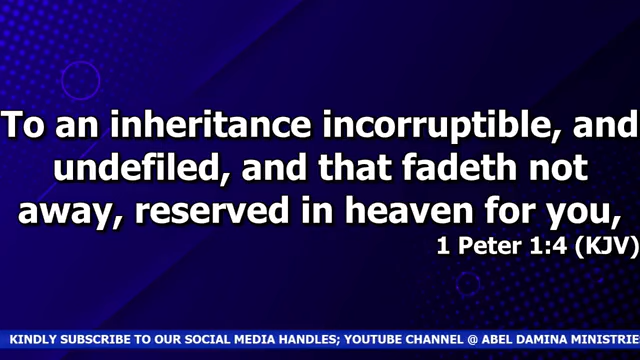 To an inheritance incorruptible, and
undefiled, and that fadeth not
away, reserved in heaven for you,
1 Peter 1:4 (KJV)
KINDLY SUBSCRIBE TO OUR SOCIAL MEDIA HANDLES; YOUTUBE CHANNEL @ ABEL DAMINA MINISTRIE